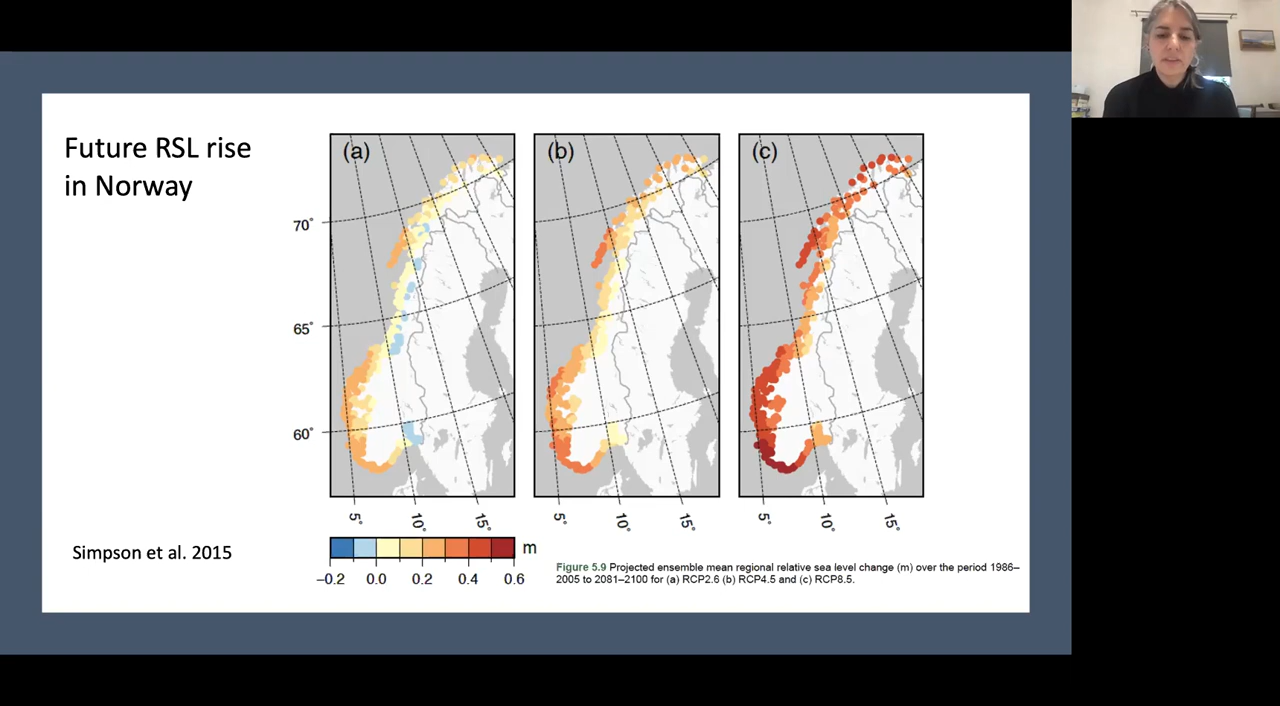 Future RSL rise
in Norway
(a)
(b)
(c)
70°
65°
60°
5°
10°
15°
5°
10°
15°
5°
10°
15°
m
−0.2
0.0
0.2
0.4
0.6
Simpson et al. 2015
Figure 5.9 Projected ensemble mean regional relative sea level change (m) over the period 1986–
2005 to 2081–2100 for (a) RCP2.6 (b) RCP4.5 and (c) RCP8.5.